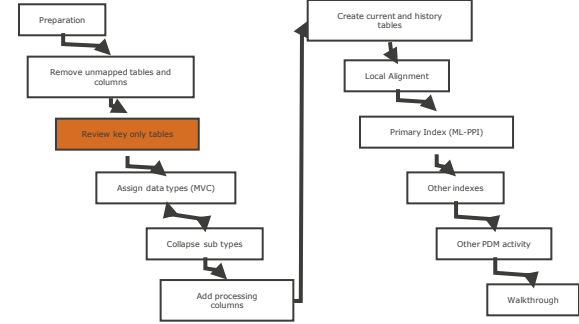 Preparation
Remove unmapped tables and
columns
Review key only tables
Assign data types (MVC)
Collapse sub types
Add processing
columns
Create current and history
tables
Local Alignment
Primary Index (ML-PPI)
Other indexes
Other PDM activity
Walkthrough